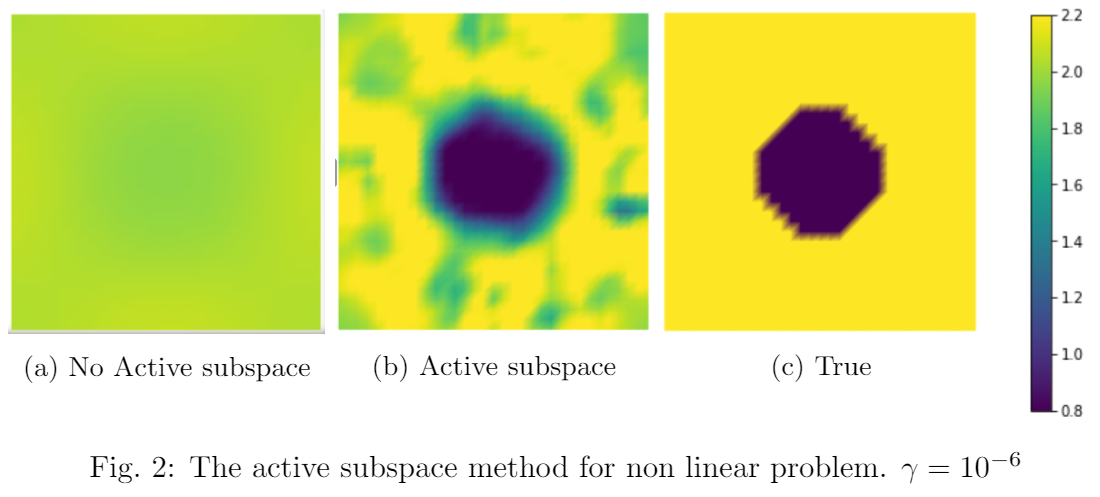 2.2
2.0
1.8
1.6
1.4
1.2
1.0
0.8
(a) No Active subspace
(b) Active subspace
(c) True
Fig. 2: The active subspace method for non linear problem. γ = 10⁻⁶